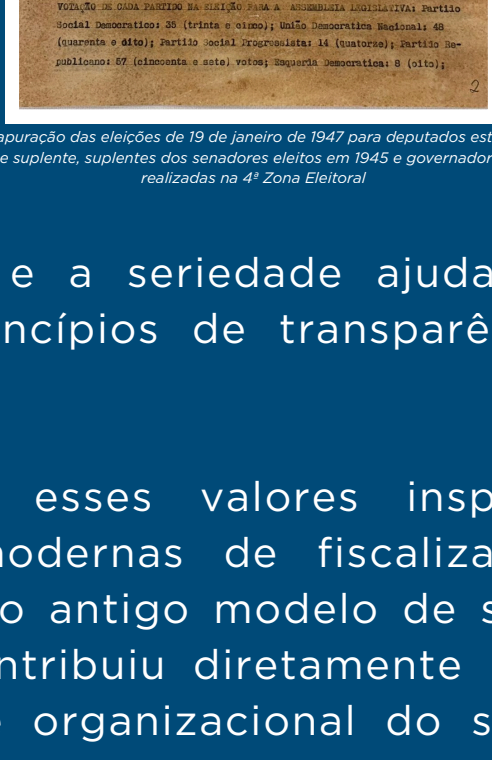 VOTAÇÃO DE CADA PARTIDO NA ELEIÇÃO PARA A ASSEMBLEIA LEGISLATIVA: Partido
Social Democratico: 35 (trinta e cinco); União Democratica Nacional: 48
(quarenta e oito); Partido Social Progressista: 14 (quatorze); Partido Re-
publicano: 57 (cincoenta e sete) votos; Esquerda Democratica: 8 (oito);
2
apuração das eleições de 19 de janeiro de 1947 para deputados est
e suplente, suplentes dos senadores eleitos em 1945 e governador
realizadas na 4ª Zona Eleitoral
e a seriedade ajuda
ncípios de transparê
esses valores insp
odernas de fiscaliza
o antigo modelo de s
ntribuiu diretamente
e organizacional do s